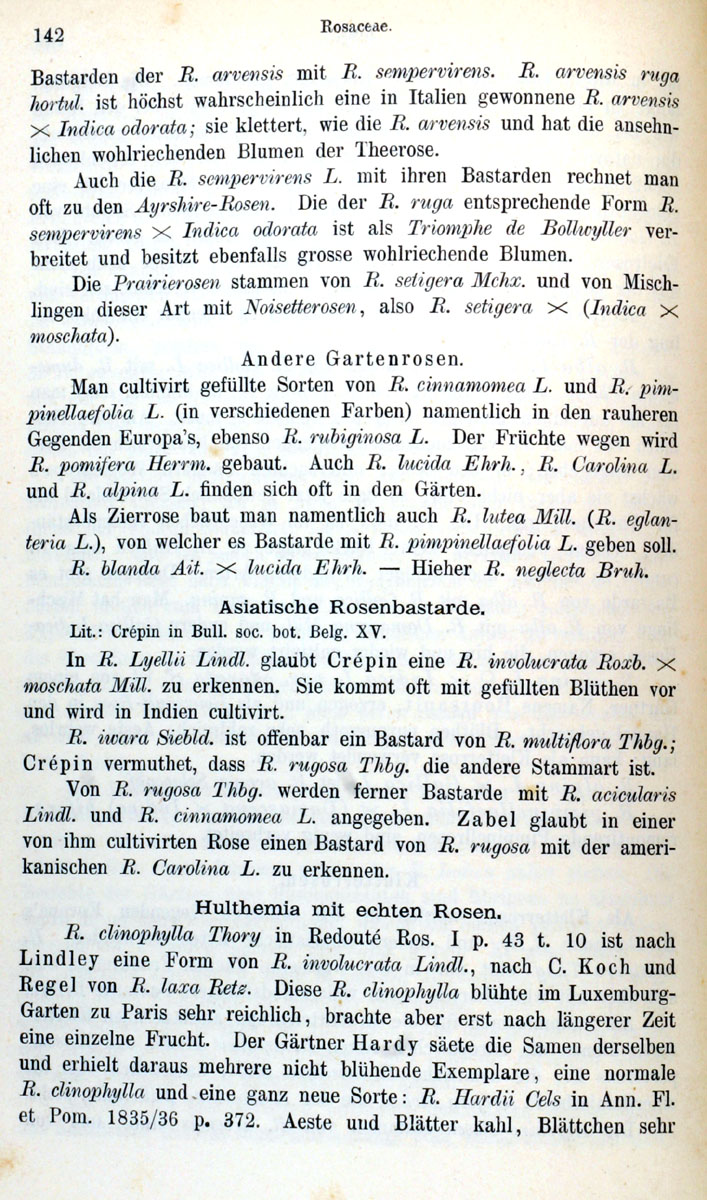 142
Rosaceae.
Bastarden der R. arvensis mit R. sempervirens. R. arvensis ruga
hortul. ist höchst wahrscheinlich eine in Italien gewonnene R. arvensis
× Indica odorata; sie klettert, wie die R. arvensis und hat die ansehn-
lichen wohlriechenden Blumen der Theerose.
Auch die R. sempervirens L. mit ihren Bastarden rechnet man
oft zu den Ayrshire-Rosen. Die der R. ruga entsprechende Form R.
sempervirens × Indica odorata ist als Triomphe de Bollwyller ver-
breitet und besitzt ebenfalls grosse wohlriechende Blumen.
Die Prairierosen stammen von R. setigera Mchx. und von Misch-
lingen dieser Art mit Noisetterosen, also R. setigera × (Indica ×
moschata).
Andere Gartenrosen.
Man cultivirt gefüllte Sorten von R. cinnamomea L. und R. pim-
pinellaefolia L. (in verschiedenen Farben) namentlich in den rauheren
Gegenden Europa's, ebenso R. rubiginosa L. Der Früchte wegen wird
R. pomifera Herrm. gebaut. Auch R. lucida Ehrh., R. Carolina L.
und R. alpina L. finden sich oft in den Gärten.
Als Zierrose baut man namentlich auch R. lutea Mill. (R. eglan-
teria L.), von welcher es Bastarde mit R. pimpinellaefolia L. geben soll.
R. blanda Ait. × lucida Ehrh. — Hieher R. neglecta Bruh.
Asiatische Rosenbastarde.
Lit.: Crépin in Bull. soc. bot. Belg. XV.
In R. Lyellii Lindl. glaubt Crépin eine R. involucrata Roxb. ×
moschata Mill. zu erkennen. Sie kommt oft mit gefüllten Blüthen vor
und wird in Indien cultivirt.
R. iwara Siebld. ist offenbar ein Bastard von R. multiflora Thbg.;
Crépin vermuthet, dass R. rugosa Thbg. die andere Stammart ist.
Von R. rugosa Thbg. werden ferner Bastarde mit R. acicularis
Lindl. und R. cinnamomea L. angegeben. Zabel glaubt in einer
von ihm cultivirten Rose einen Bastard von R. rugosa mit der ameri-
kanischen R. Carolina L. zu erkennen.
Hulthemia mit echten Rosen.
R. clinophylla Thory in Redouté Ros. I p. 43 t. 10 ist nach
Lindley eine Form von R. involucrata Lindl., nach C. Koch und
Regel von R. laxa Retz. Diese R. clinophylla blühte im Luxemburg-
Garten zu Paris sehr reichlich, brachte aber erst nach längerer Zeit
eine einzelne Frucht. Der Gärtner Hardy säete die Samen derselben
und erhielt daraus mehrere nicht blühende Exemplare, eine normale
R. clinophylla und eine ganz neue Sorte: R. Hardii Cels in Ann. Fl.
et Pom. 1835/36 p. 372. Aeste und Blätter kahl, Blättchen sehr